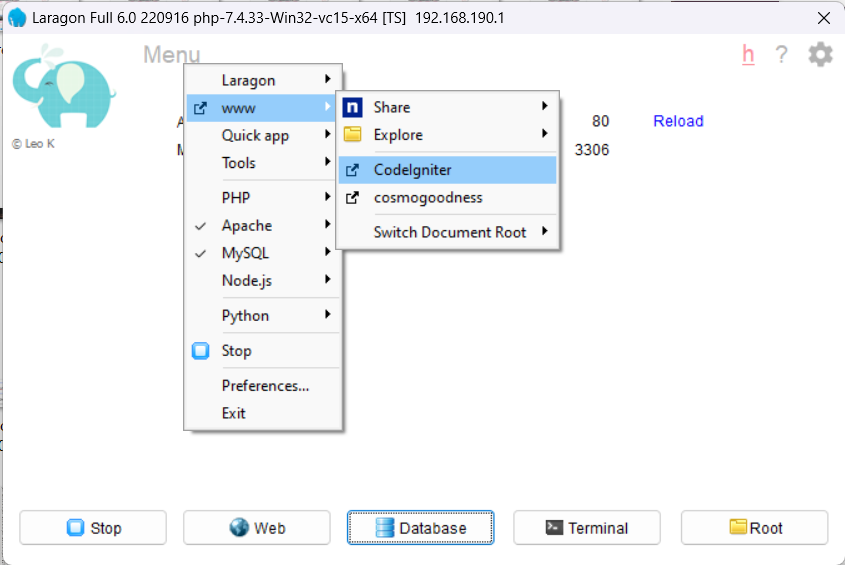 Laragon Full 6.0 220916 php-7.4.33-Win32-vc15-x64 [TS] 192.168.190.1
Menu
h ?
© Leo K
Laragon
www
Quick app
Tools
PHP
Apache
MySQL
Node.js
Python
Stop
Preferences...
Exit
Share
Explore
CodeIgniter
cosmogoodness
Switch Document Root
80 Reload
3306
Stop Web Database Terminal Root